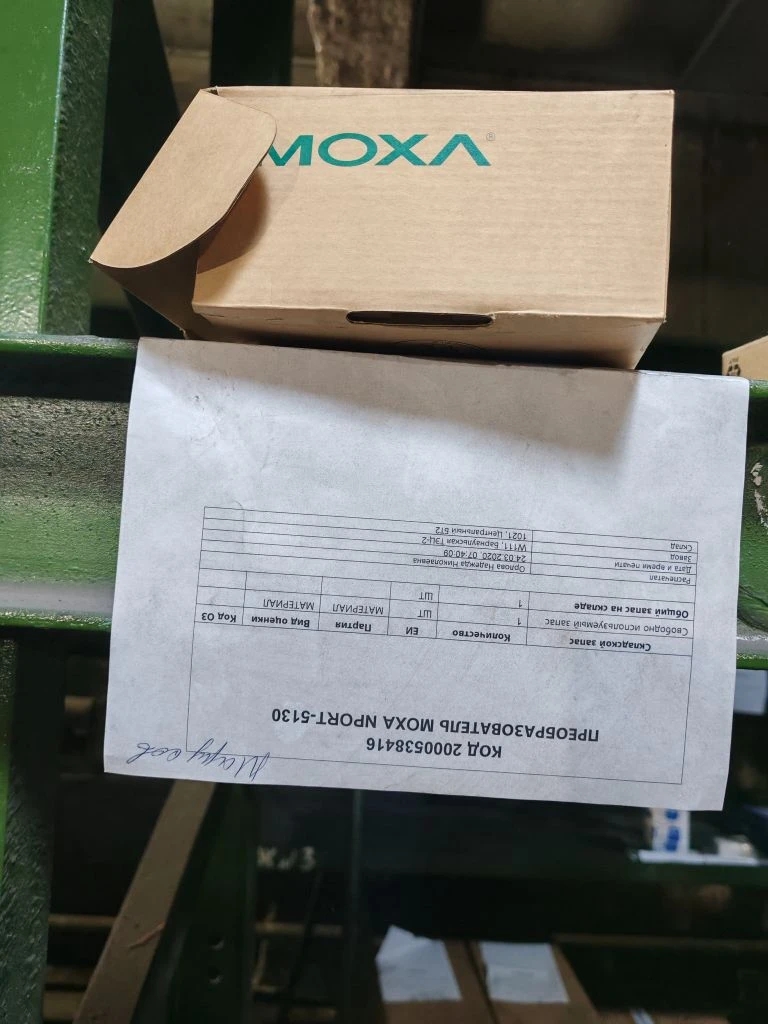 MOXA®
Марусов
КОД 2000538416
ПРЕОБРАЗОВАТЕЛЬ MOXA NPORT-5130
Складской запас Количество ЕИ Партия Вид оценки Код ОЗ
Свободно используемый запас 1 ШТ МАТЕРИАЛ МАТЕРИАЛ
Общий запас на складе 1 ШТ
Распечатал Орлова Надежда Николаевна
Дата и время печати 24.03.2020, 07:40:09
Завод W111, Барнаульская ТЭЦ-2
Склад 1021, Центральный БТ2